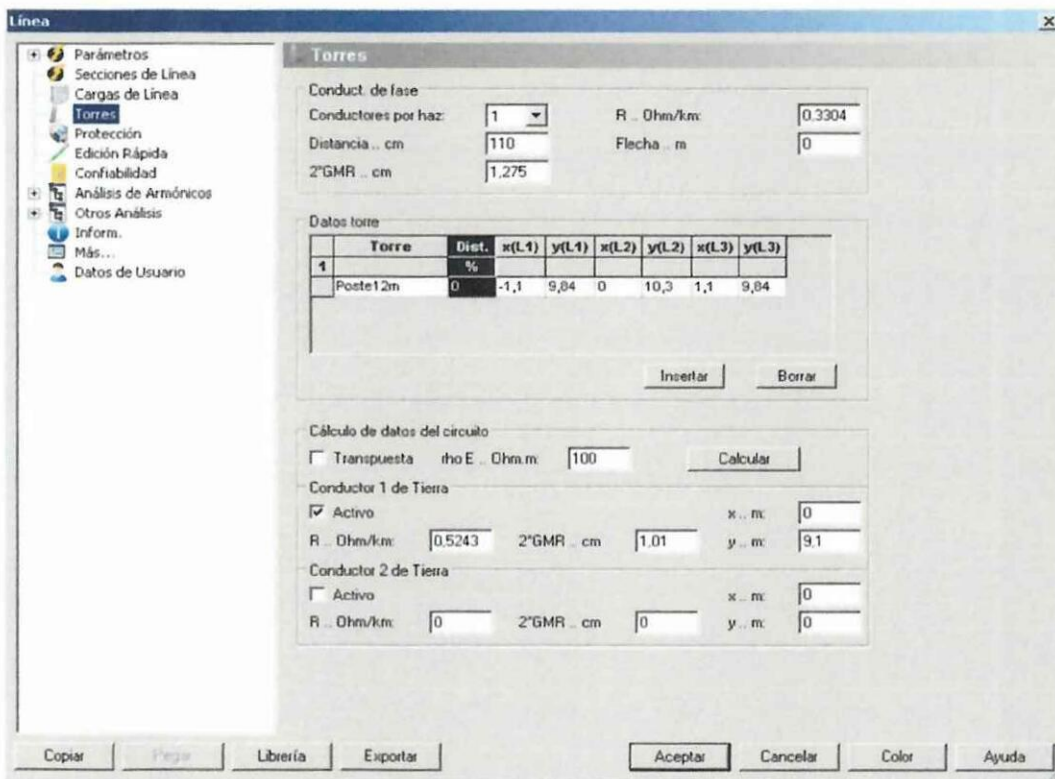 Línea
Parámetros
Secciones de Línea
Cargas de Línea
Torres
Protección
Edición Rápida
Confiabilidad
Análisis de Armónicos
Otros Análisis
Inform.
Más...
Datos de Usuario
Torres
Conduct. de fase
Conductores por haz: 1 R .. Ohm/km: 0,3304
Distancia .. cm 110 Flecha .. m 0
2*GMR .. cm 1,275
Datos torre
Torre Dist. x(L1) y(L1) x(L2) y(L2) x(L3) y(L3)
1 %
Poste12m 0 -1,1 9,84 0 10,3 1,1 9,84
Insertar Borrar
Cálculo de datos del circuito
Transpuesta rho E .. Ohm.m: 100 Calcular
Conductor 1 de Tierra
Activo x .. m: 0
R .. Ohm/km: 0,5243 2*GMR .. cm 1,01 y .. m: 9,1
Conductor 2 de Tierra
Activo x .. m: 0
R .. Ohm/km: 0 2*GMR .. cm 0 y .. m: 0
Copiar Pegar Librería Exportar Aceptar Cancelar Color Ayuda